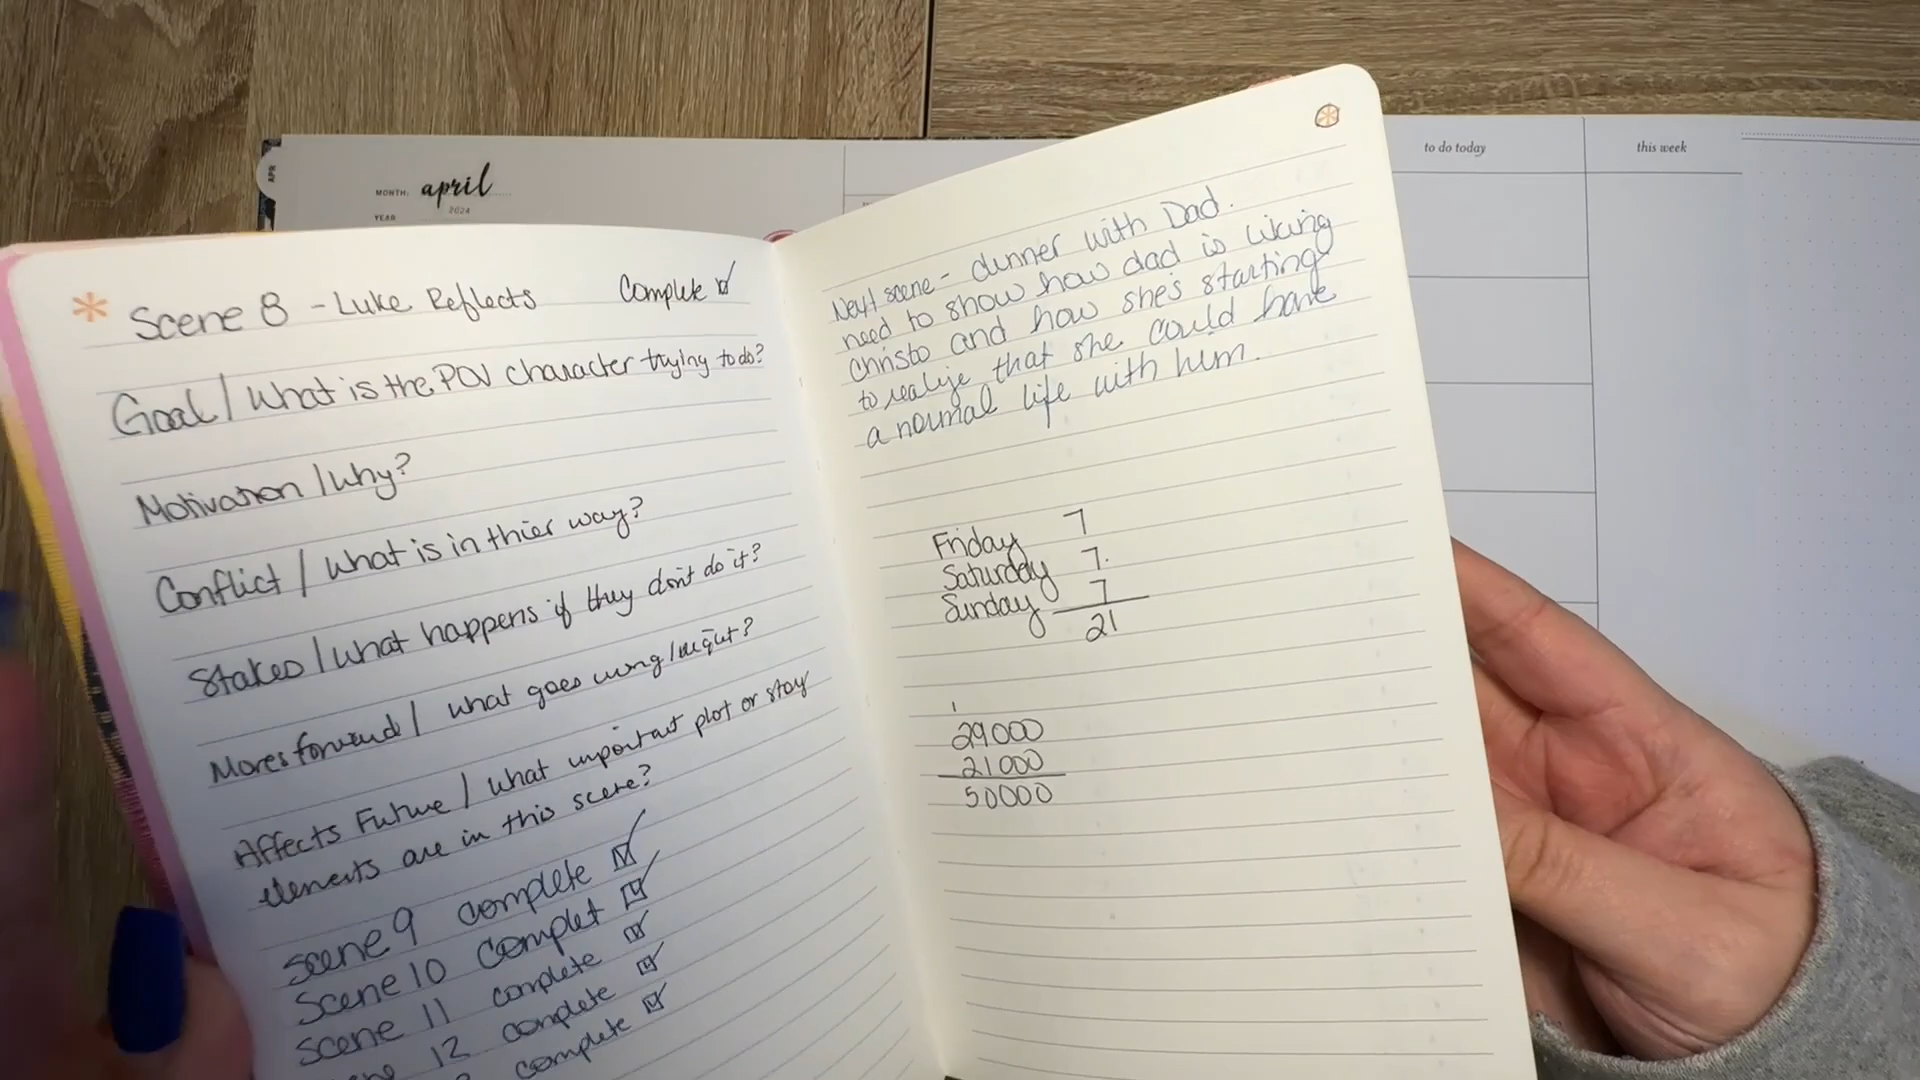 APR
MONTH: april
YEAR 2024
to do today
this week
* Scene 8 - Luke Reflects Complete
Goal / What is the POV character trying to do?
Motivation / Why?
Conflict / What is in thier way?
Stakes / What happens if they don't do it?
Moves forward / what goes wrong/right?
Affects Future / what important plot or stoy
elements are in this scene?
Scene 9 complete
Scene 10 complet
Scene 11 complete
12 complete
complete
Next scene - dinner with Dad.
need to show how dad is liking
Christo and how she's starting
to realize that she could have
a normal life with him.
Friday 7
Saturday 7.
Sunday 7
21
1
29000
21000
50000